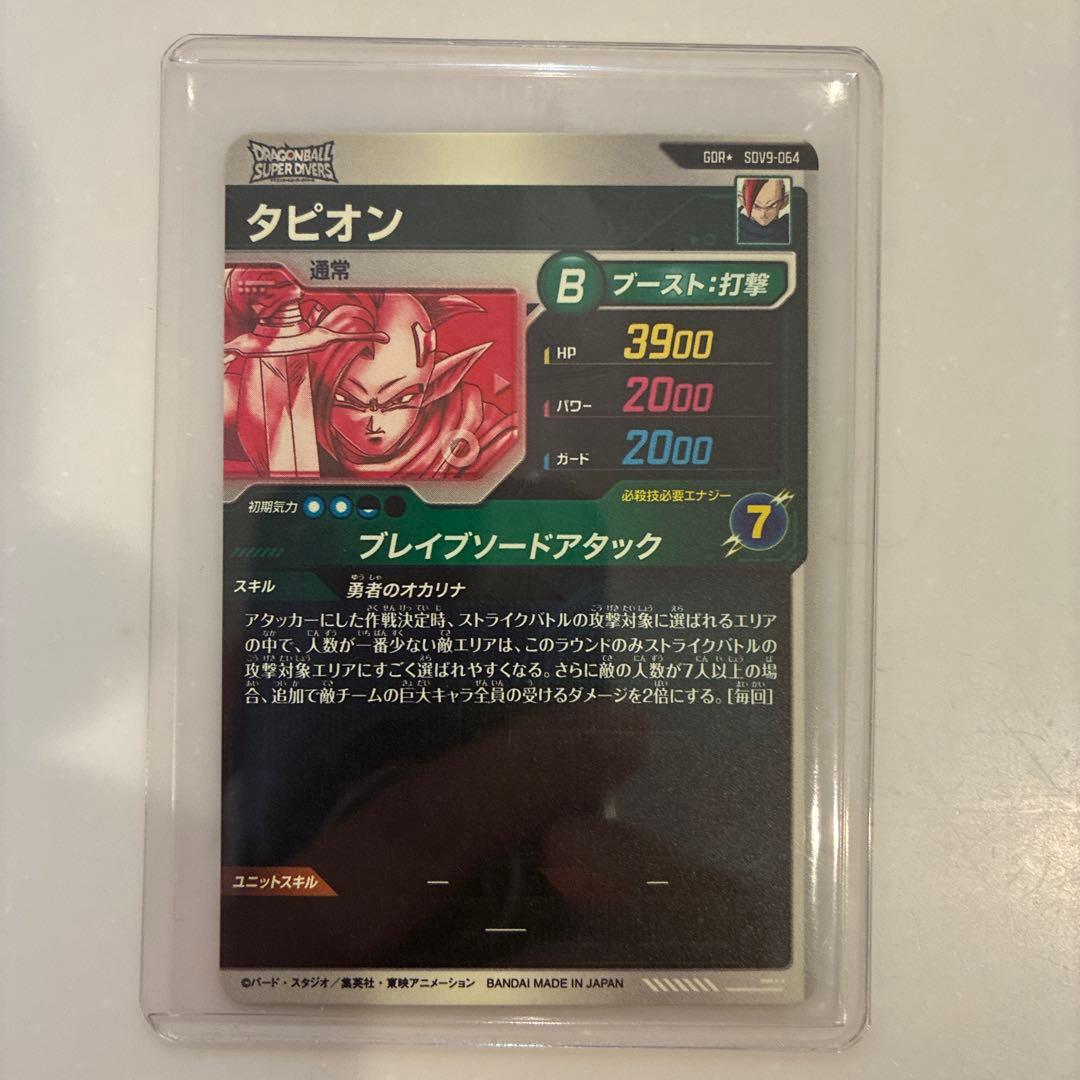 DRAGONBALL
SUPER DIVERS
GDR★ SDV9-064
タピオン
通常
B ブースト:打撃
HP 3900
パワー 2000
ガード 2000
初期気力
必殺技必要エナジー
7
ブレイブソードアタック
スキル 勇者のオカリナ
アタッカーにした作戦決定時、ストライクバトルの攻撃対象に選ばれるエリア
の中で、人数が一番少ない敵エリアは、このラウンドのみストライクバトルの
攻撃対象エリアにすごく選ばれやすくなる。さらに敵の人数が7人以上の場
合、追加で敵チームの巨大キャラ全員の受けるダメージを2倍にする。[毎回]
ユニットスキル — —
—
©バード・スタジオ/集英社・東映アニメーション BANDAI MADE IN JAPAN